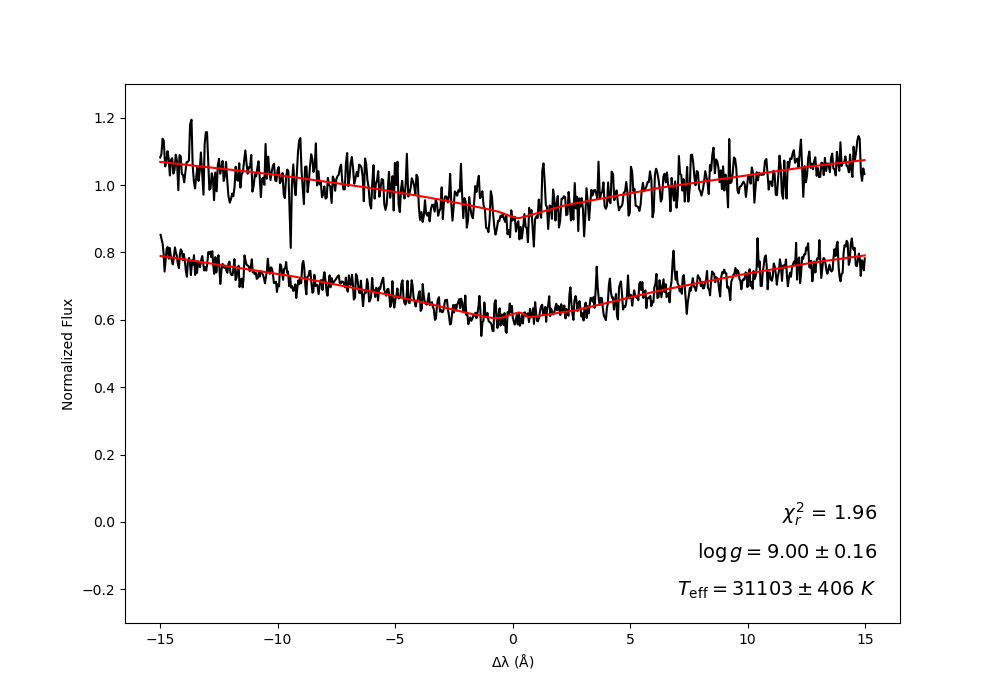 1.2
1.0
0.8
0.6
0.4
0.2
0.0
−0.2
Normalized Flux
χ²ᵣ = 1.96
log g = 9.00 ± 0.16
T_eff = 31103 ± 406 K
−15 −10 −5 0 5 10 15
Δλ (Å)